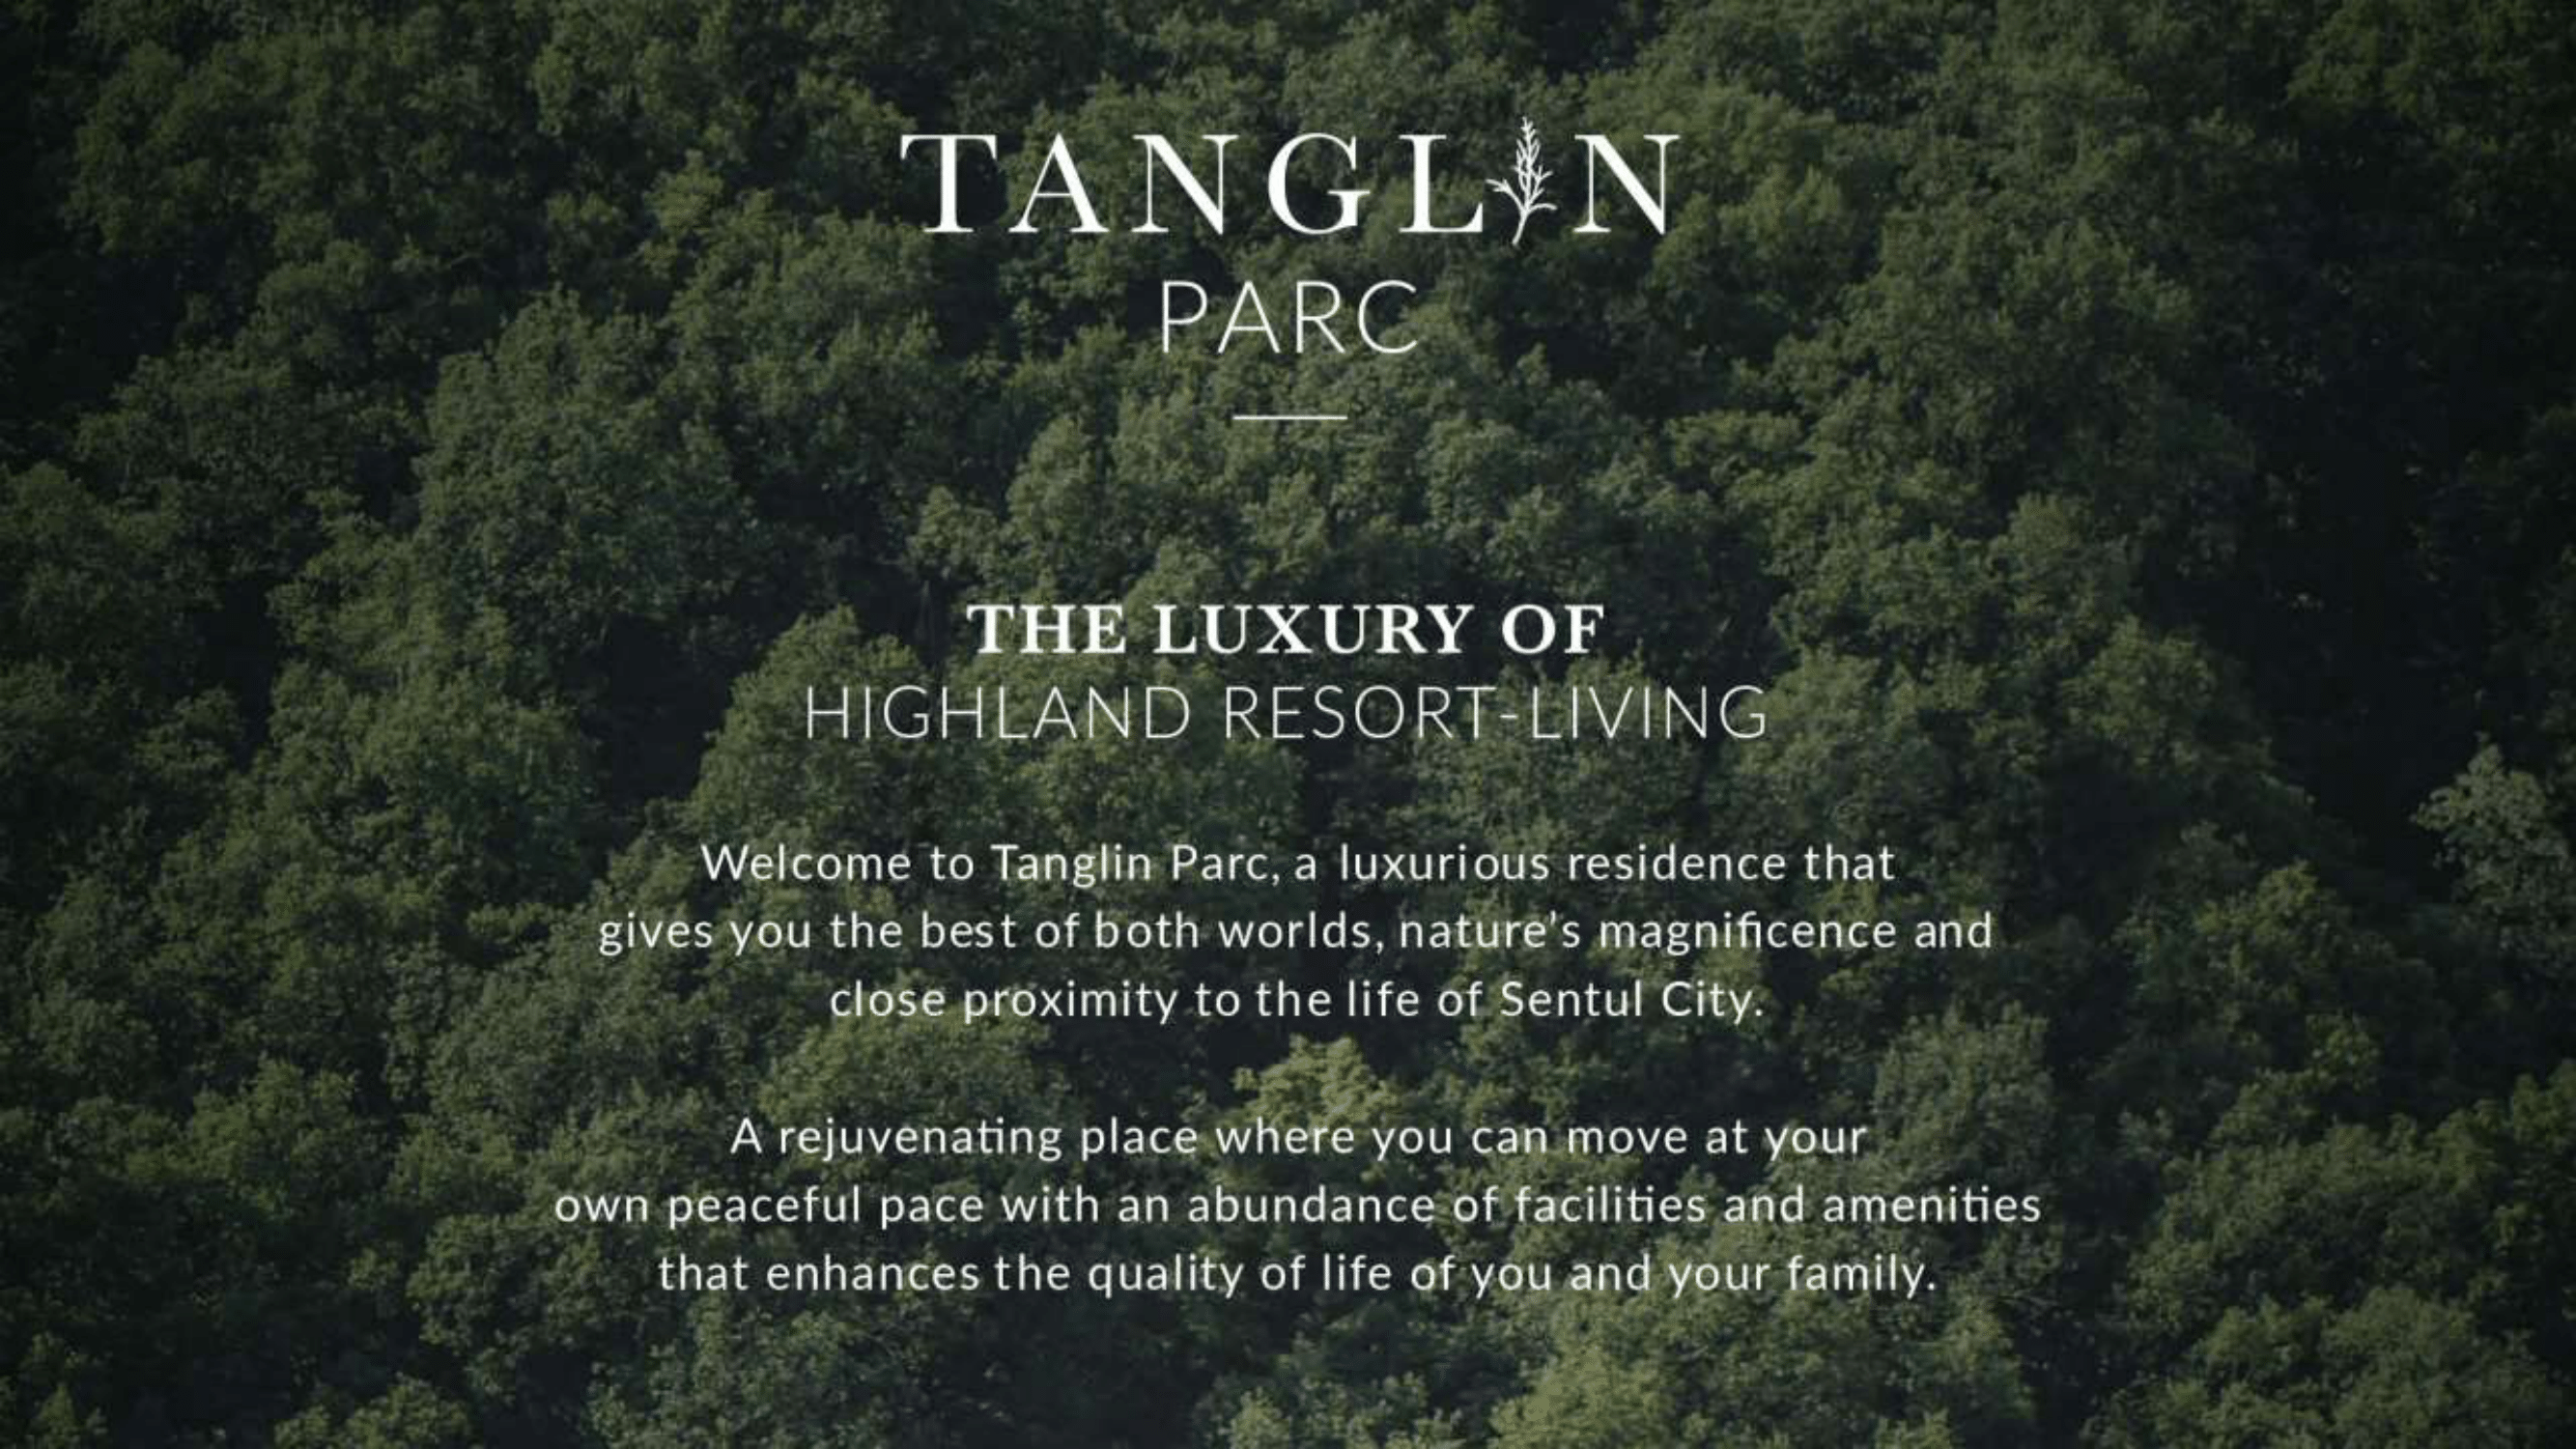 TANGLIN
PARC
THE LUXURY OF
HIGHLAND RESORT-LIVING
Welcome to Tanglin Parc, a luxurious residence that
gives you the best of both worlds, nature's magnificence and
close proximity to the life of Sentul City.
A rejuvenating place where you can move at your
own peaceful pace with an abundance of facilities and amenities
that enhances the quality of life of you and your family.